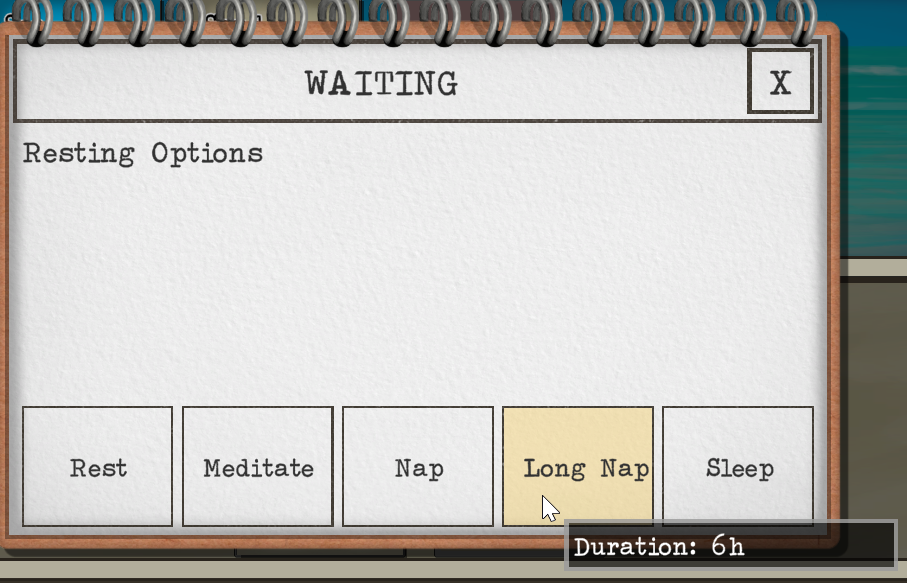 WAITING
X
Resting Options
Rest
Meditate
Nap
Long Nap
Sleep
Duration: 6h